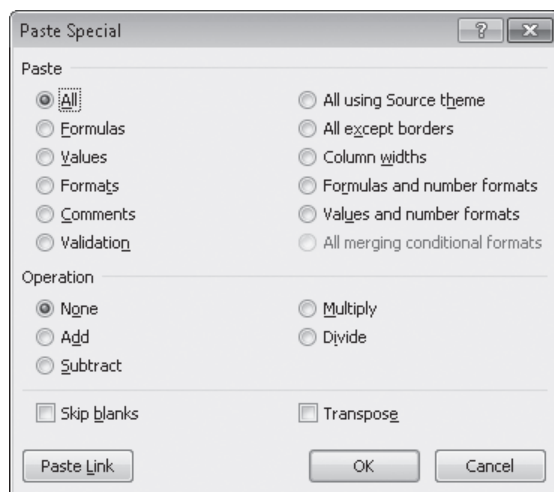 Paste Special
Paste
All
All using Source theme
Formulas
All except borders
Values
Column widths
Formats
Formulas and number formats
Comments
Values and number formats
Validation
All merging conditional formats
Operation
None
Multiply
Add
Divide
Subtract
Skip blanks
Transpose
Paste Link
OK
Cancel